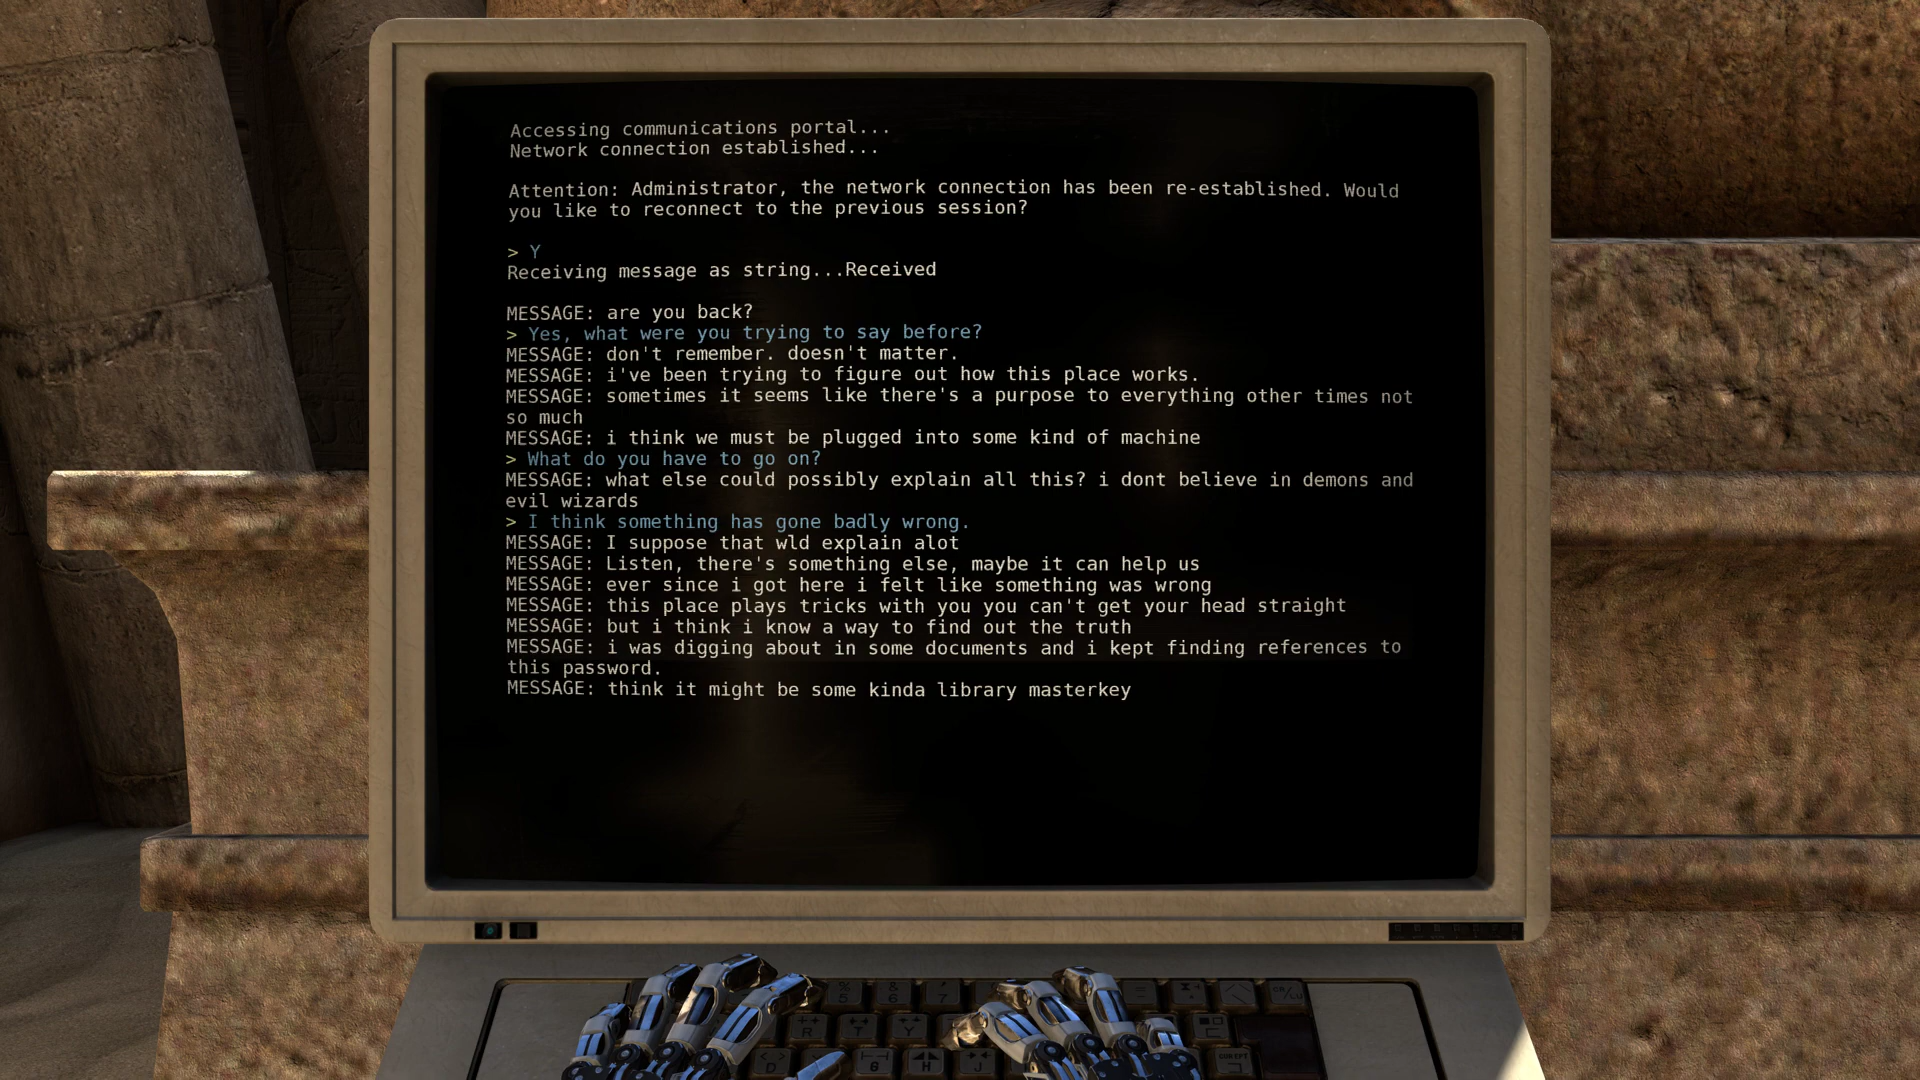 Accessing communications portal...
Network connection established...
Attention: Administrator, the network connection has been re-established. Would
you like to reconnect to the previous session?
> Y
Receiving message as string...Received
MESSAGE: are you back?
> Yes, what were you trying to say before?
MESSAGE: don't remember. doesn't matter.
MESSAGE: i've been trying to figure out how this place works.
MESSAGE: sometimes it seems like there's a purpose to everything other times not
so much
MESSAGE: i think we must be plugged into some kind of machine
> What do you have to go on?
MESSAGE: what else could possibly explain all this? i dont believe in demons and
evil wizards
> I think something has gone badly wrong.
MESSAGE: I suppose that wld explain alot
MESSAGE: Listen, there's something else, maybe it can help us
MESSAGE: ever since i got here i felt like something was wrong
MESSAGE: this place plays tricks with you you can't get your head straight
MESSAGE: but i think i know a way to find out the truth
MESSAGE: i was digging about in some documents and i kept finding references to
this password.
MESSAGE: think it might be some kinda library masterkey
% & '
5 6 7
R T Y
D G H J